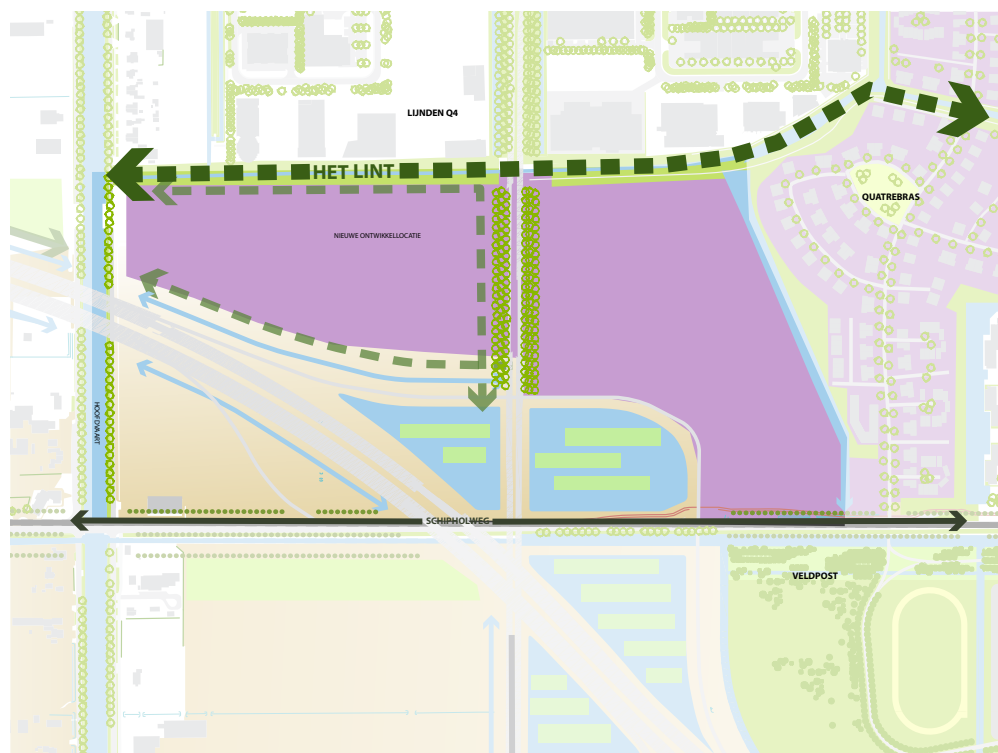 LIJNDEN Q4
HET LINT
QUATREBRAS
NIEUWE ONTWIKKELLOCATIE
HOOFDVAART
SCHIPHOLWEG
VELDPOST